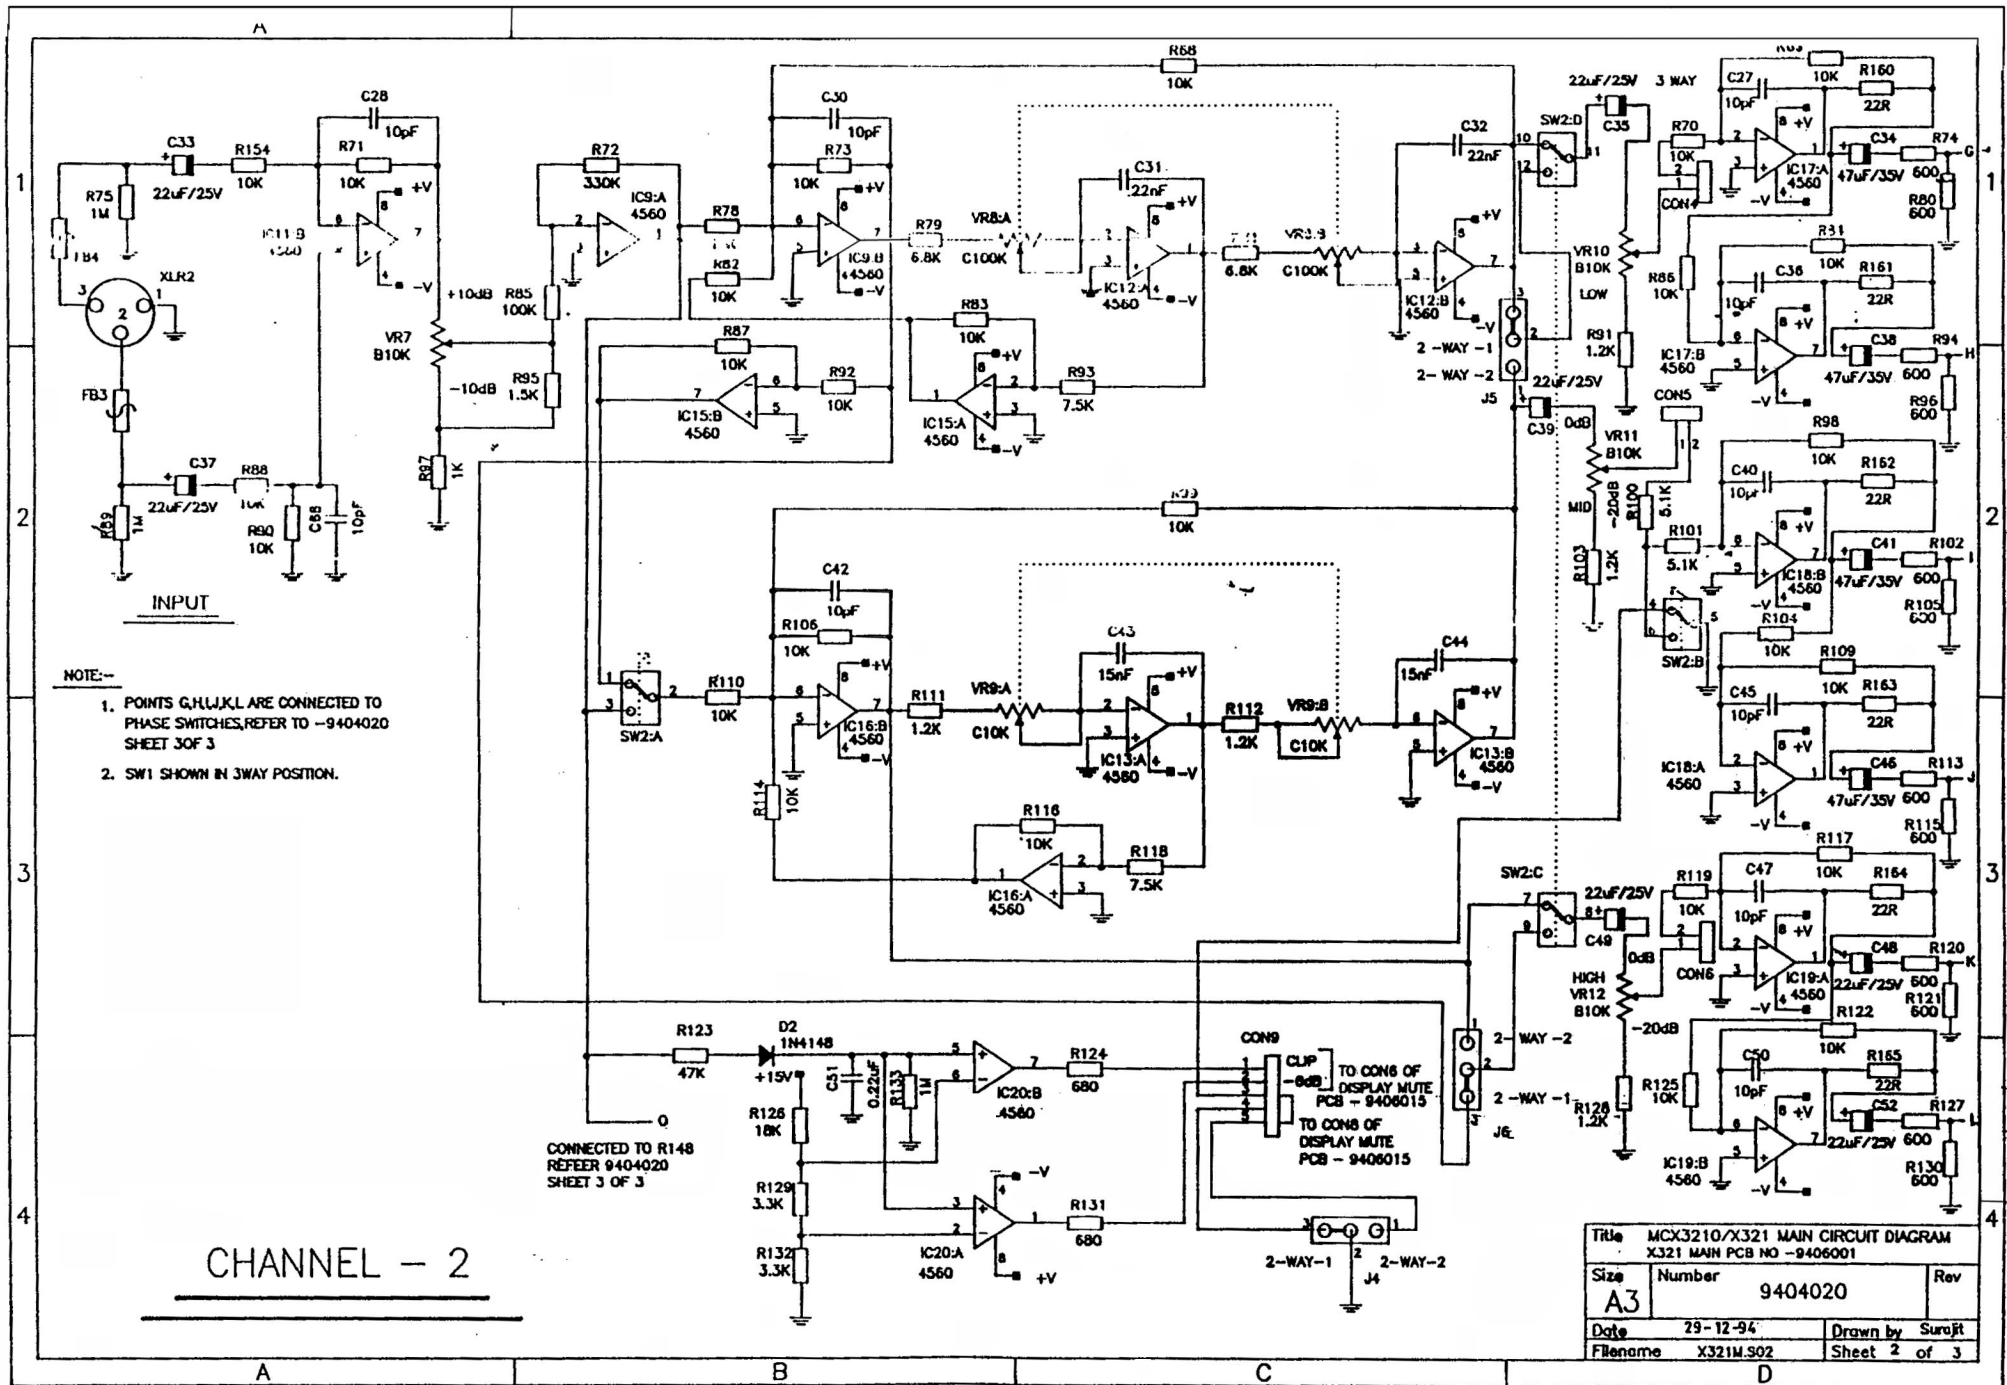 A
R68
10K
22uF/25V 3 WAY
C35
C27
10pF
10K
R160
22R
C28
10pF
C30
10pF
C33
22uF/25V
R154
10K
R71
10K
R75
1M
R72
330K
R73
10K
C31
22nF
C32
22nF
SW2:D
10
11
12
R70
10K
C34
47uF/35V
R74
600
G
R80
600
CON4
IC17:A
4560
IC11:B
FB4
XLR2
3
1
2
IC9:A
4560
R78
R82
10K
IC9:B
4560
R79
6.8K
VR8:A
C100K
IC12:A
4560
6.8K
C100K
IC12:B
4560
VR10
B10K
LOW
R86
10K
R81
10K
C36
10pF
R161
22R
+10dB
VR7
B10K
-10dB
R85
100K
R95
1.5K
R83
10K
R87
10K
R92
10K
R93
7.5K
IC15:B
4560
IC15:A
4560
2-WAY-1
2-WAY-2
J5
R91
1.2K
IC17:B
4560
C38
47uF/35V
R94
600
H
R96
600
FB3
22uF/25V
C39
0dB
VR11
B10K
MID
-20dB
CON5
R98
10K
C40
R162
22R
C37
22uF/25V
R88
R89
1M
R90
10K
C68
10pF
R97
1K
10K
R100
5.1K
R101
5.1K
R103
1.2K
IC18:B
4560
C41
47uF/35V
R102
600
R105
INPUT
C42
10pF
R106
10K
SW2:B
R104
10K
R109
10K
C45
10pF
R163
22R
NOTE:-
1. POINTS G,H,I,J,K,L ARE CONNECTED TO
PHASE SWITCHES,REFER TO -9404020
SHEET 3OF 3
2. SW1 SHOWN IN 3WAY POSITION.
SW2:A
R110
10K
IC16:B
4560
R111
1.2K
VR9:A
C10K
15nF
IC13:A
4560
R112
1.2K
VR9:B
C10K
C44
15nF
IC13:B
4560
IC18:A
4560
C46
47uF/35V
R113
600
J
R115
600
R114
10K
R116
10K
R118
7.5K
IC16:A
4560
SW2:C
22uF/25V
C49
0dB
HIGH
VR12
B10K
-20dB
R119
10K
CON6
R117
10K
C47
10pF
R164
22R
IC19:A
4560
C48
22uF/25V
R120
600
K
R121
600
R123
47K
D2
1N4148
+15V
C51
0.22uF
R133
1M
IC20:B
4560
R124
680
CON9
CLIP
-6dB
TO CON6 OF
DISPLAY MUTE
PCB - 9406015
TO CON8 OF
DISPLAY MUTE
PCB - 9406015
2-WAY-2
2-WAY-1
J6
R122
10K
C50
10pF
R165
22R
R125
10K
R128
1.2K
C52
22uF/25V
R127
600
L
R130
600
IC19:B
4560
R126
18K
R129
3.3K
R132
3.3K
O
CONNECTED TO R148
REFEER 9404020
SHEET 3 OF 3
IC20:A
4560
R131
680
2-WAY-1
2-WAY-2
J4
CHANNEL - 2
Title MCX3210/X321 MAIN CIRCUIT DIAGRAM
X321 MAIN PCB NO -9406001
Size Number Rev
A3 9404020
Date 29-12-94 Drawn by Surajit
Filename X321M.S02 Sheet 2 of 3
A B C D